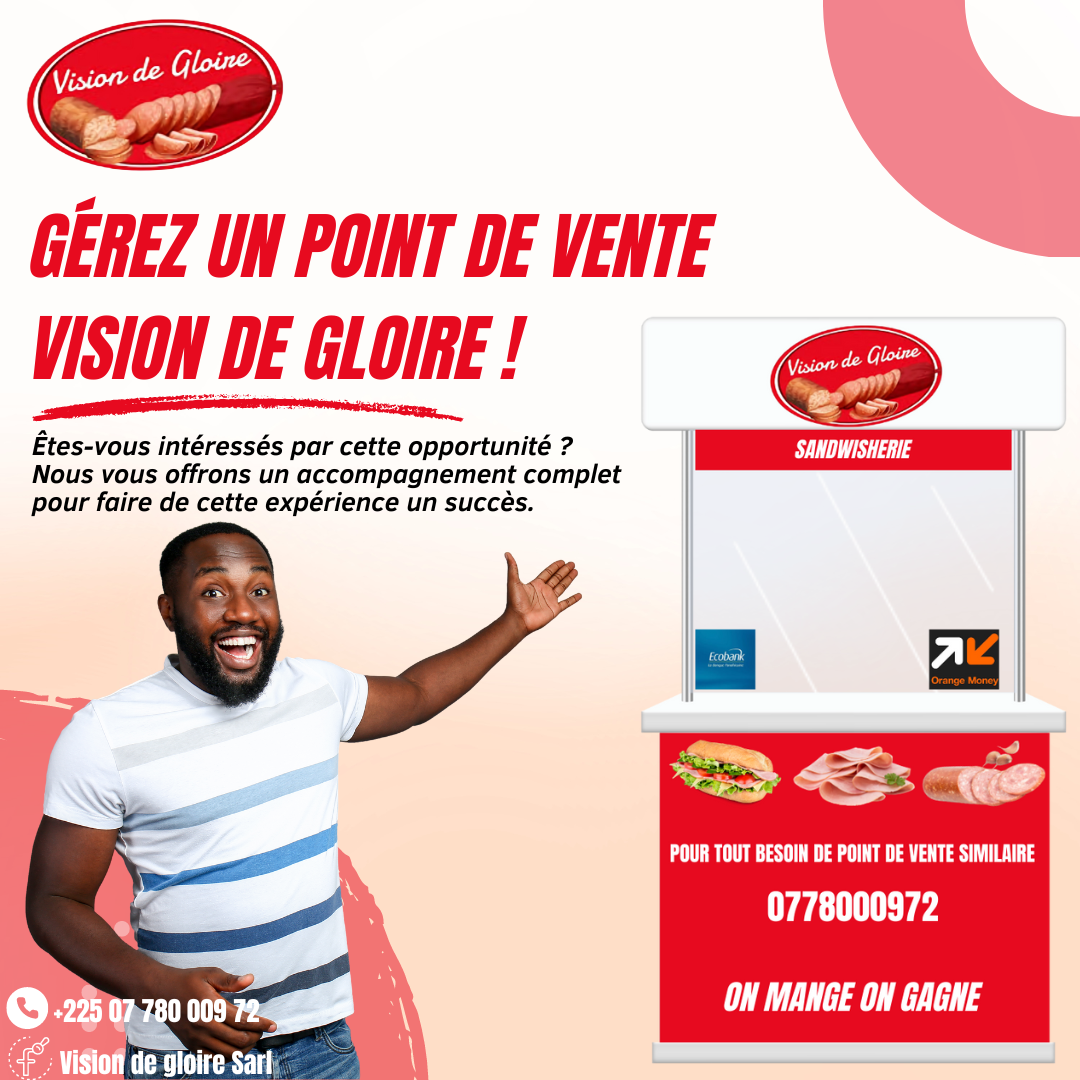 Vision de Gloire
GÉREZ UN POINT DE VENTE
VISION DE GLOIRE !
Êtes-vous intéressés par cette opportunité ?
Nous vous offrons un accompagnement complet
pour faire de cette expérience un succès.
Vision de Gloire
SANDWISHERIE
Ecobank
Orange Money
POUR TOUT BESOIN DE POINT DE VENTE SIMILAIRE
0778000972
ON MANGE ON GAGNE
+225 07 780 009 72
Vision de gloire Sarl